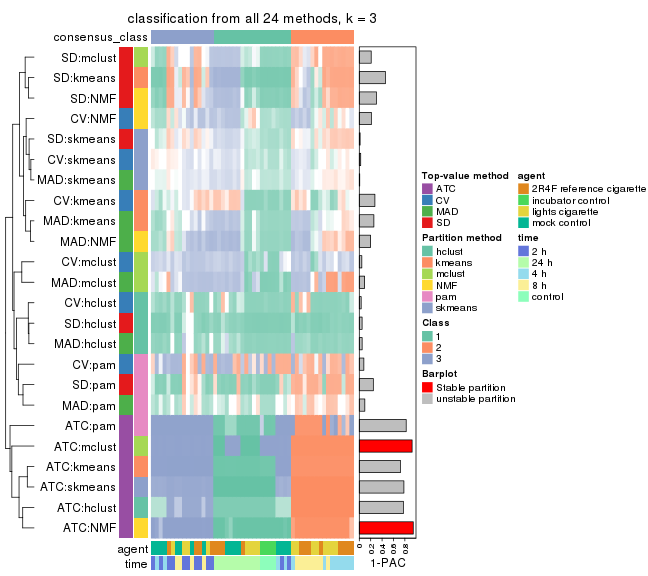 classification from all 24 methods, k = 3
consensus_class
SD:mclust
SD:kmeans
SD:NMF
CV:NMF
SD:skmeans
CV:skmeans
MAD:skmeans
CV:kmeans
MAD:kmeans
MAD:NMF
CV:mclust
MAD:mclust
CV:hclust
SD:hclust
MAD:hclust
CV:pam
SD:pam
MAD:pam
ATC:pam
ATC:mclust
ATC:kmeans
ATC:skmeans
ATC:hclust
ATC:NMF
agent
time
0 0.2 0.4 0.6 0.8
1-PAC
Top-value method
ATC
CV
MAD
SD
Partition method
hclust
kmeans
mclust
NMF
pam
skmeans
Class
1
2
3
Barplot
Stable partition
unstable partition
agent
2R4F reference cigarette
incubator control
lights cigarette
mock control
time
2 h
24 h
4 h
8 h
control